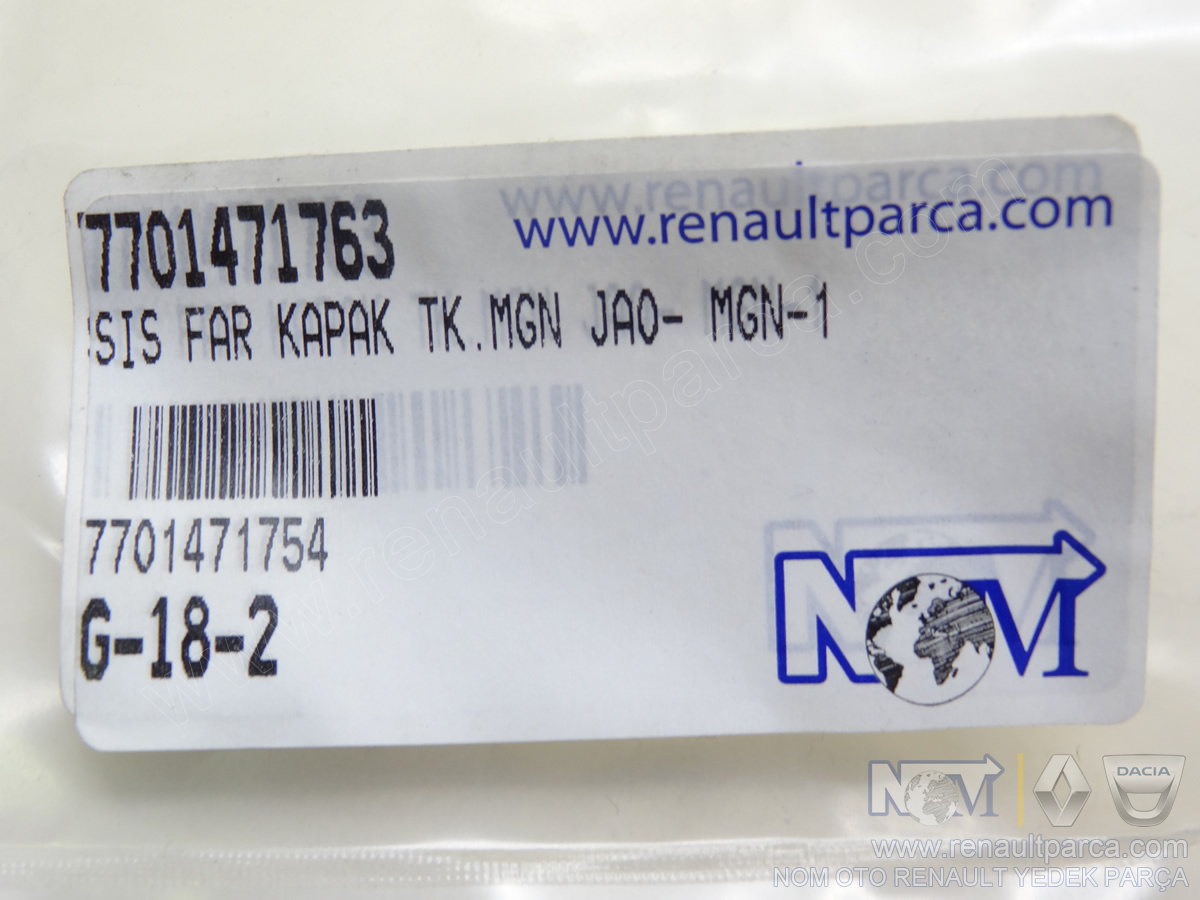 www.renaultparca.com
7701471763
SIS FAR KAPAK TK.MGN JAO- MGN-1
7701471754
G-18-2
NOM
NOM
DACIA
www.renaultparca.com
NOM OTO RENAULT YEDEK PARÇA